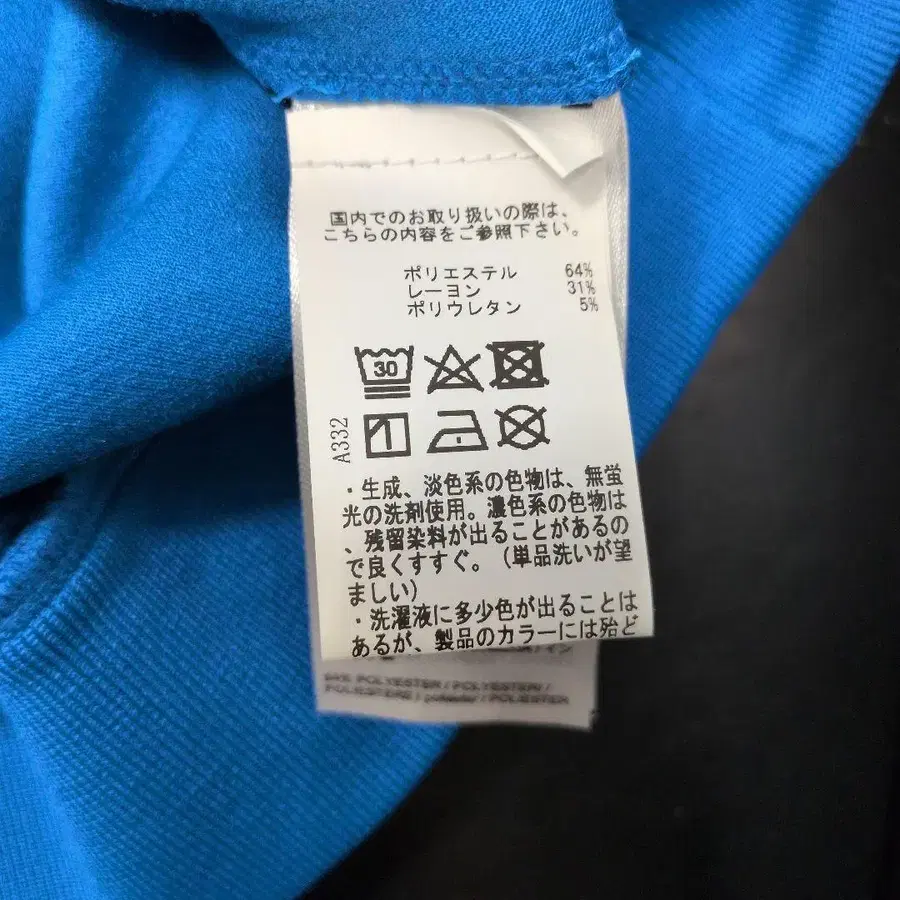 国内でのお取り扱いの際は、
こちらの内容をご参照下さい。
ポリエステル 64%
レーヨン 31%
ポリウレタン 5%
30
A332
・生成、淡色系の色物は、無蛍
光の洗剤使用。濃色系の色物は
、残留染料が出ることがあるの
で良くすすぐ。(単品洗いが望
ましい)
・洗濯液に多少色が出ることは
あるが、製品のカラーには殆ど
64% POLYESTER / POLYESTER /
POLIESTERE / poliester / POLIESTER